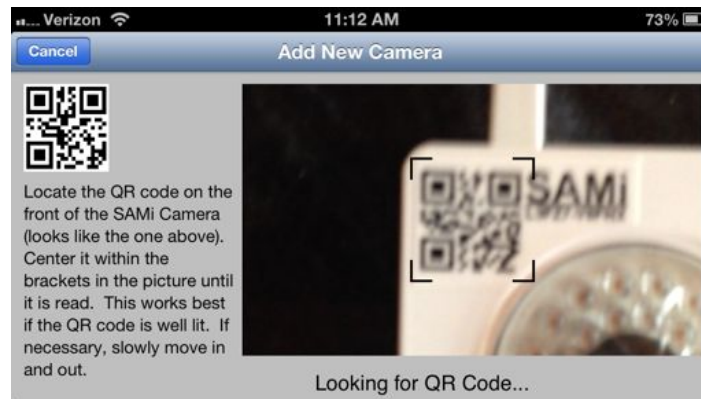 Verizon 11:12 AM 73%
Cancel Add New Camera
Locate the QR code on the
front of the SAMi Camera
(looks like the one above).
Center it within the
brackets in the picture until
it is read. This works best
if the QR code is well lit. If
necessary, slowly move in
and out.
SAMi
Looking for QR Code...